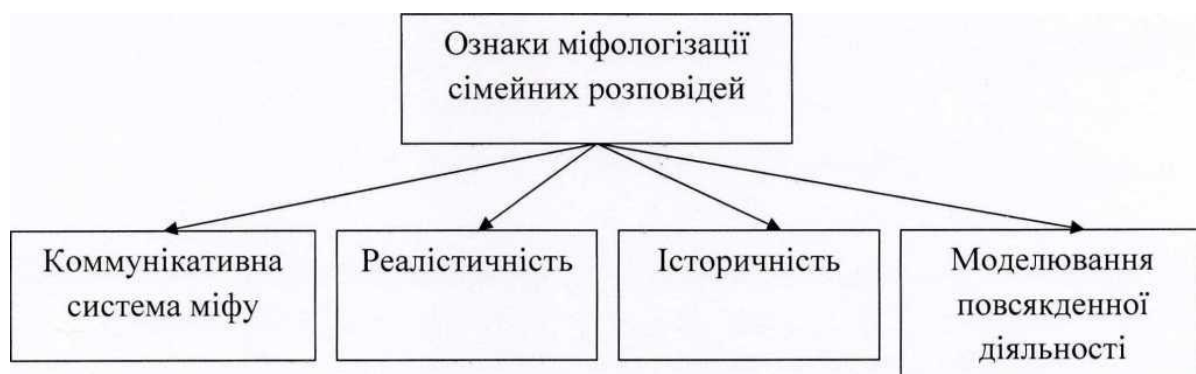 Ознаки міфологізації
сімейних розповідей
Коммунікативна
система міфу
Реалістичність
Історичність
Моделювання
повсякденної
діяльності